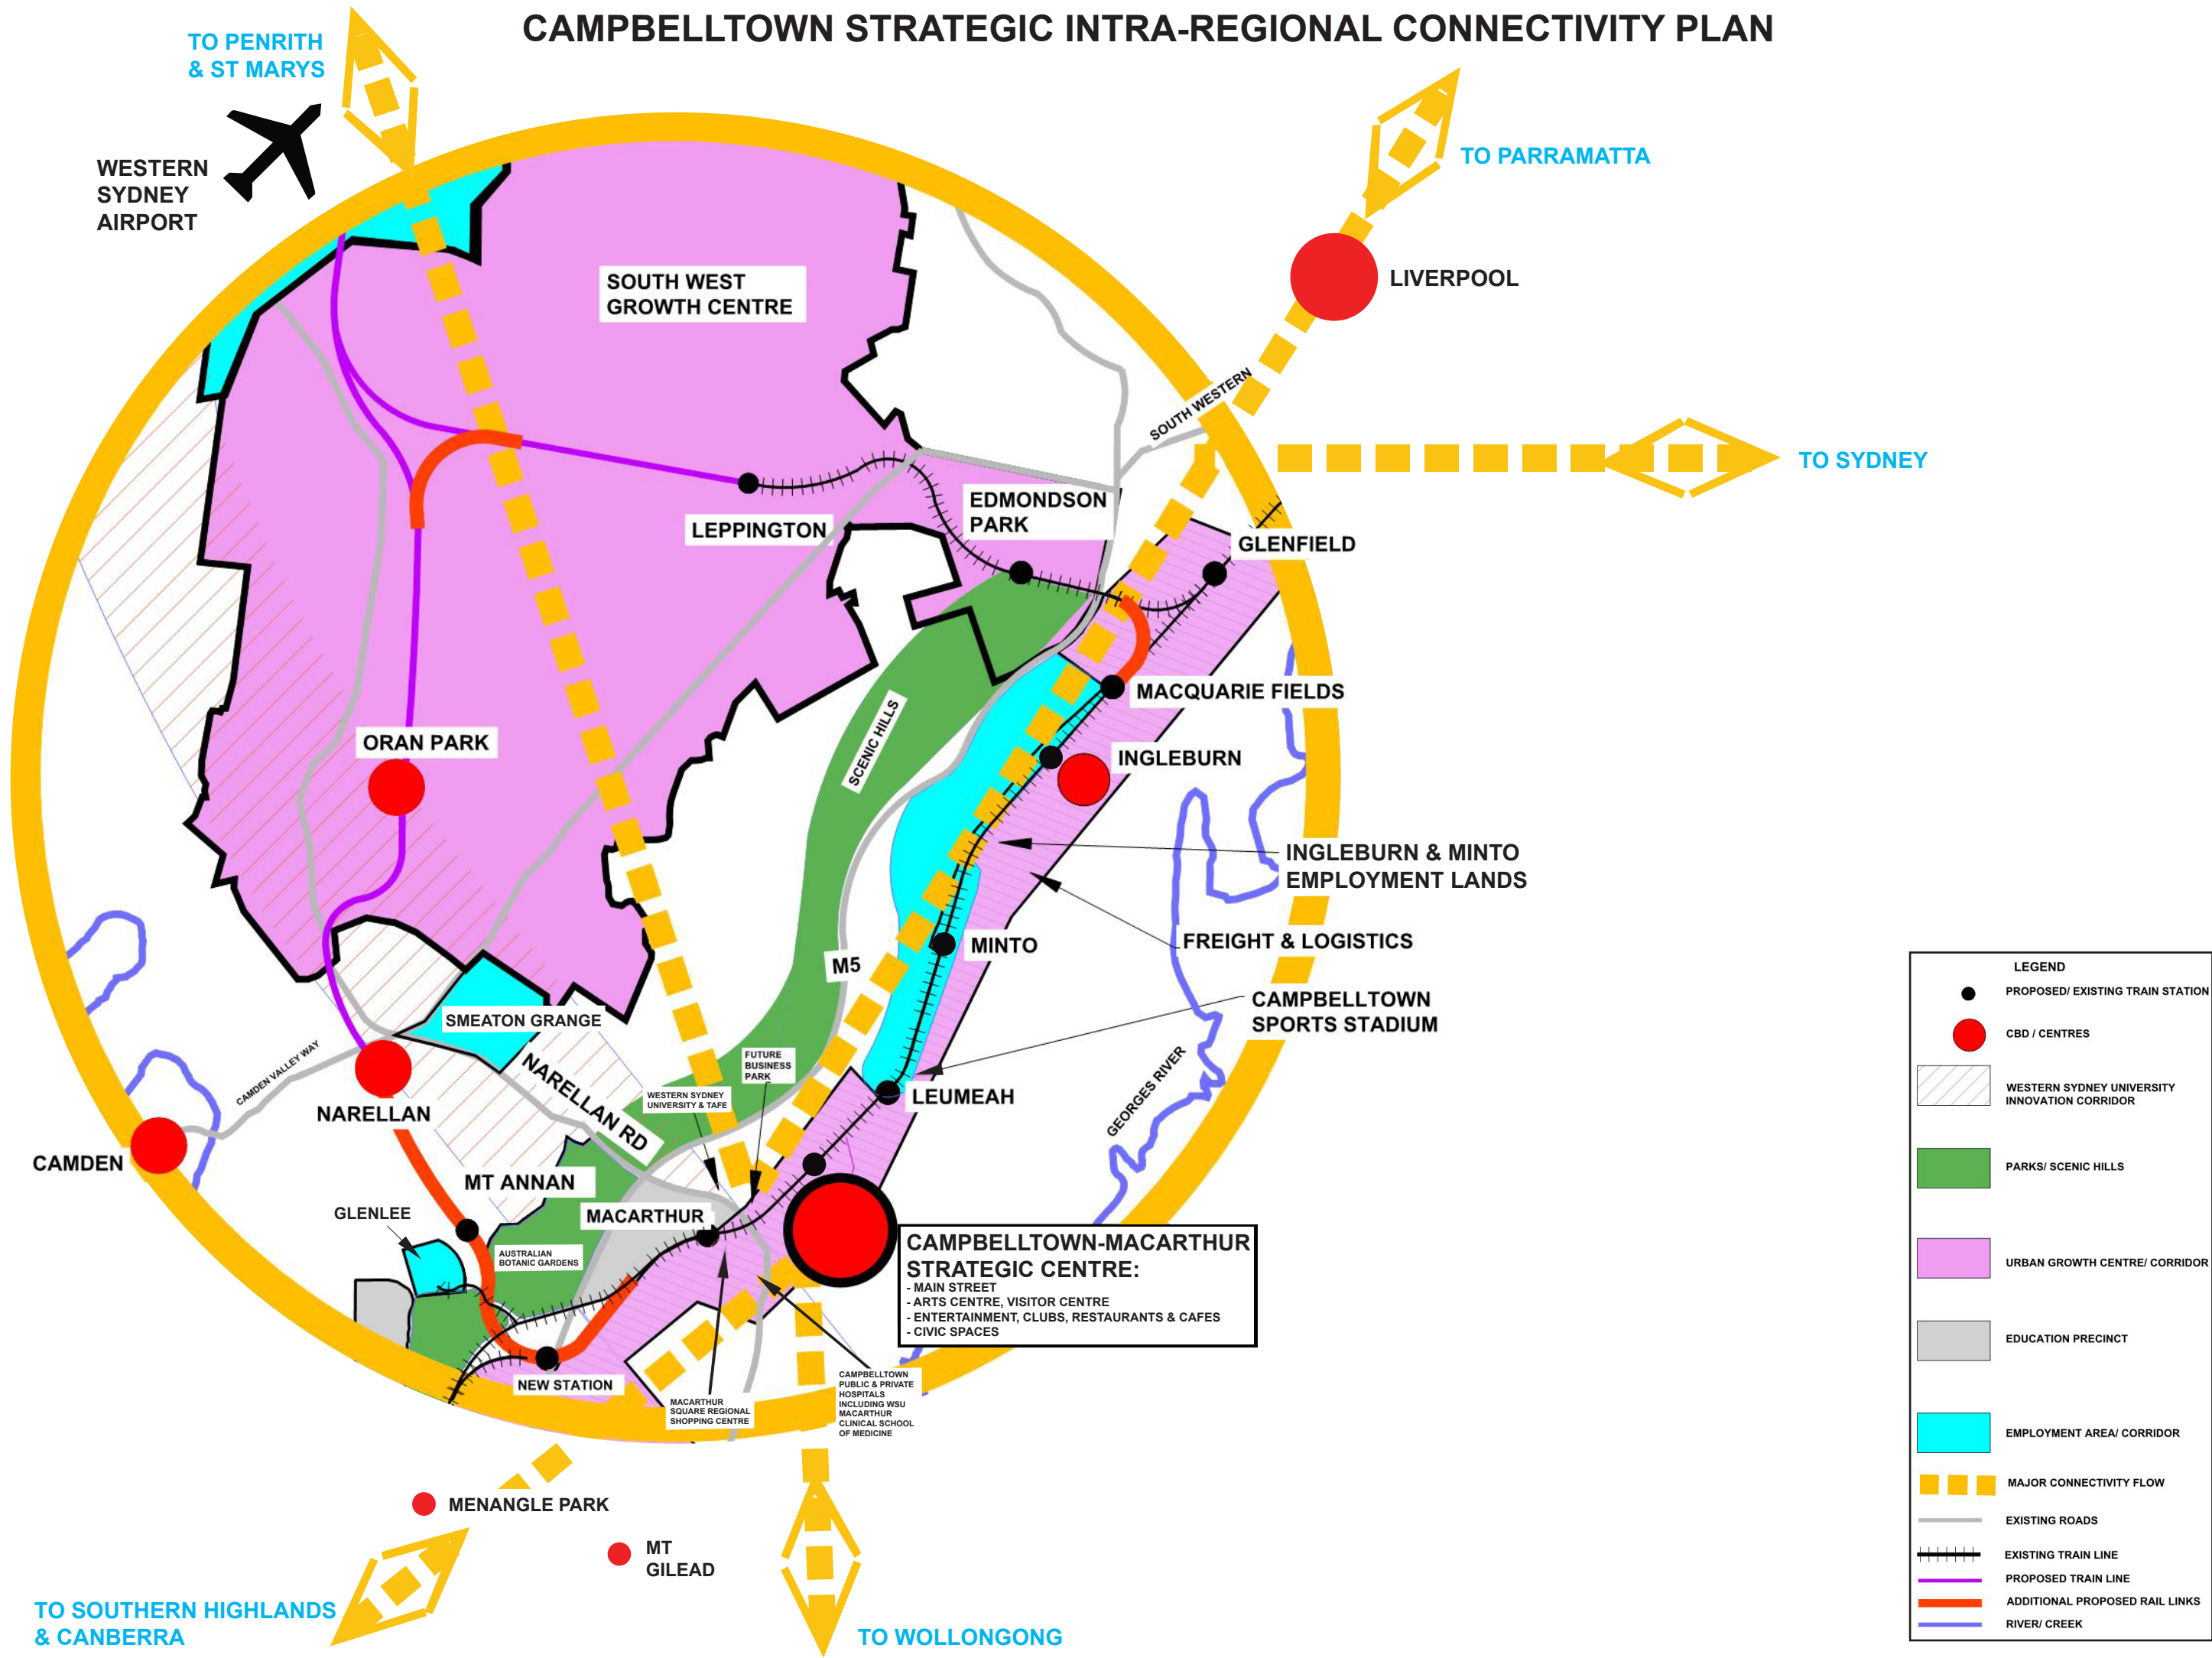 CAMPBELLTOWN STRATEGIC INTRA-REGIONAL CONNECTIVITY PLAN
TO PENRITH
& ST MARYS
WESTERN
SYDNEY
AIRPORT
TO PARRAMATTA
LIVERPOOL
SOUTH WEST
GROWTH CENTRE
SOUTH WESTERN
TO SYDNEY
EDMONDSON
PARK
LEPPINGTON
GLENFIELD
MACQUARIE FIELDS
SCENIC HILLS
ORAN PARK
INGLEBURN
INGLEBURN & MINTO
EMPLOYMENT LANDS
FREIGHT & LOGISTICS
MINTO
M5
CAMPBELLTOWN
SPORTS STADIUM
SMEATON GRANGE
CAMDEN VALLEY WAY
NARELLAN RD
FUTURE
BUSINESS
PARK
WESTERN SYDNEY
UNIVERSITY & TAFE
LEUMEAH
GEORGES RIVER
NARELLAN
CAMDEN
MT ANNAN
GLENLEE
MACARTHUR
AUSTRALIAN
BOTANIC GARDENS
CAMPBELLTOWN-MACARTHUR
STRATEGIC CENTRE:
- MAIN STREET
- ARTS CENTRE, VISITOR CENTRE
- ENTERTAINMENT, CLUBS, RESTAURANTS & CAFES
- CIVIC SPACES
NEW STATION
MACARTHUR
SQUARE REGIONAL
SHOPPING CENTRE
CAMPBELLTOWN
PUBLIC & PRIVATE
HOSPITALS
INCLUDING WSU
MACARTHUR
CLINICAL SCHOOL
OF MEDICINE
MENANGLE PARK
MT
GILEAD
TO SOUTHERN HIGHLANDS
& CANBERRA
TO WOLLONGONG
LEGEND
PROPOSED/ EXISTING TRAIN STATION
CBD / CENTRES
WESTERN SYDNEY UNIVERSITY
INNOVATION CORRIDOR
PARKS/ SCENIC HILLS
URBAN GROWTH CENTRE/ CORRIDOR
EDUCATION PRECINCT
EMPLOYMENT AREA/ CORRIDOR
MAJOR CONNECTIVITY FLOW
EXISTING ROADS
EXISTING TRAIN LINE
PROPOSED TRAIN LINE
ADDITIONAL PROPOSED RAIL LINKS
RIVER/ CREEK